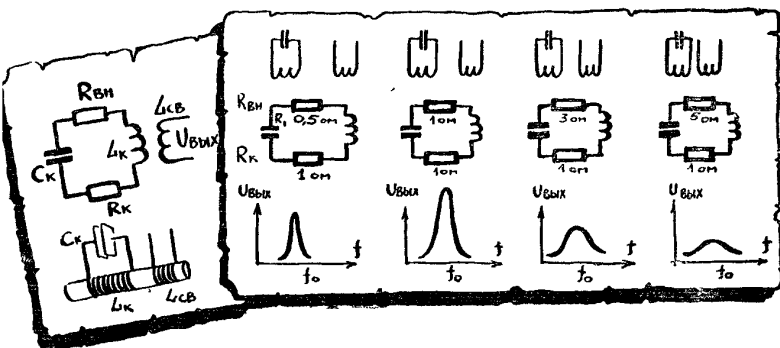 Rвн
Lсв
Uвых
Cк
Lк
Rк
Cк
Lк
Lсв
Rвн
R₁ 0,5 ом
1 ом
3 ом
5 ом
Rк
1 ом
1 ом
1 ом
1 ом
Uвых
Uвых
Uвых
Uвых
f
f
f
f
f₀
f₀
f₀
f₀